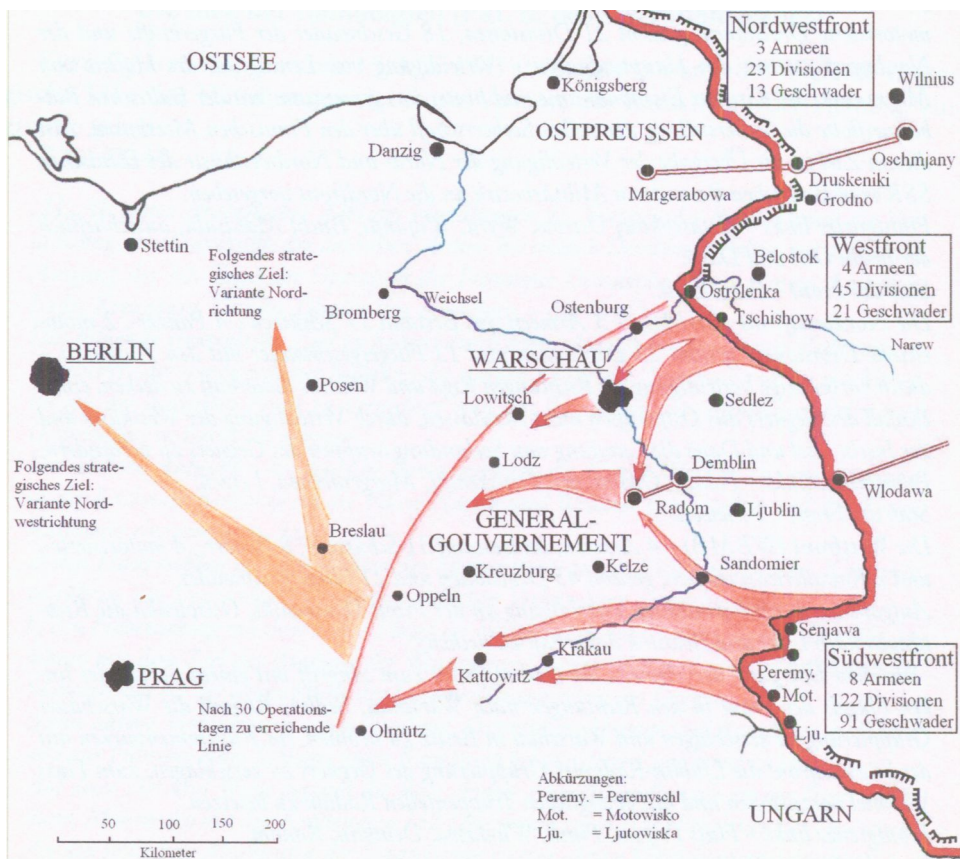 Nordwestfront
3 Armeen
23 Divisionen
13 Geschwader
OSTSEE
Königsberg
Wilnius
OSTPREUSSEN
Danzig
Oschmjany
Druskeniki
Margerabowa
Grodno
Stettin
Westfront
4 Armeen
45 Divisionen
21 Geschwader
Folgendes strate-
gisches Ziel:
Variante Nord-
richtung
Belostok
Weichsel
Ostrolenka
Bromberg
Ostenburg
Tschishow
Narew
BERLIN
WARSCHAU
Posen
Lowitsch
Sedlez
Folgendes strate-
gisches Ziel:
Variante Nord-
westrichtung
Lodz
Demblin
Wlodawa
Radom
Ljublin
GENERAL-
GOUVERNEMENT
Breslau
Kreuzburg
Kelze
Sandomier
Oppeln
Senjawa
Südwestfront
8 Armeen
122 Divisionen
91 Geschwader
Krakau
Peremy.
Kattowitz
Mot.
PRAG
Nach 30 Operations-
tagen zu erreichende
Linie
Olmütz
Lju.
Abkürzungen:
Peremy. = Peremyschl
Mot. = Motowisko
Lju. = Ljutowiska
UNGARN
50 100 150 200
Kilometer